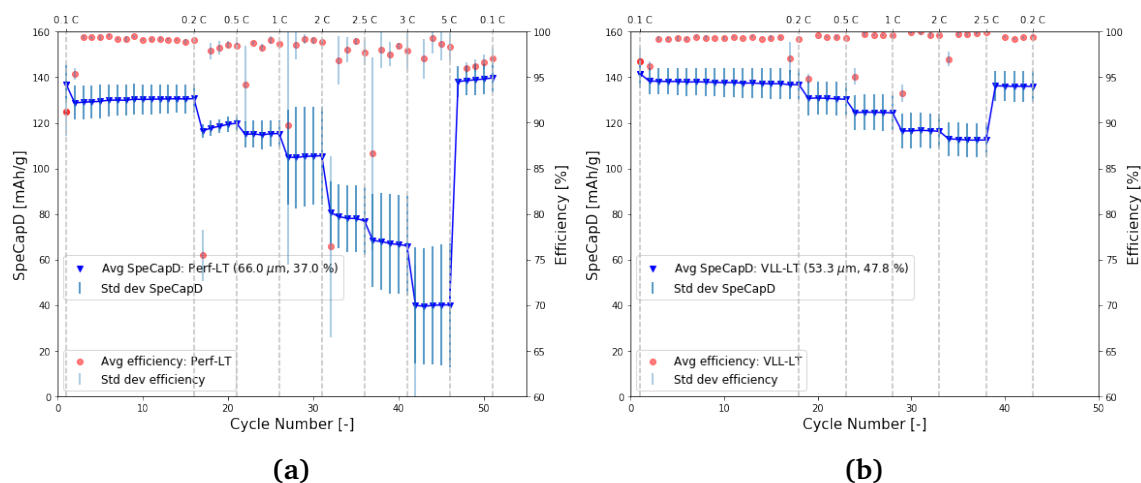 0.1 C 0.2 C 0.5 C 1 C 2 C 2.5 C 3 C 5 C 0.1 C
160 100
140 95
120 90
100 85
80 80
60 75
40 70
20 65
0 60
SpeCapD [mAh/g]
Efficiency [%]
Avg SpeCapD: Perf-LT (66.0 μm, 37.0 %)
Std dev SpeCapD
Avg efficiency: Perf-LT
Std dev efficiency
0 10 20 30 40 50
Cycle Number [-]
(a)
0.1 C 0.2 C 0.5 C 1 C 2 C 2.5 C 0.2 C
160 100
140 95
120 90
100 85
80 80
60 75
40 70
20 65
0 60
SpeCapD [mAh/g]
Efficiency [%]
Avg SpeCapD: VLL-LT (53.3 μm, 47.8 %)
Std dev SpeCapD
Avg efficiency: VLL-LT
Std dev efficiency
0 10 20 30 40 50
Cycle Number [-]
(b)